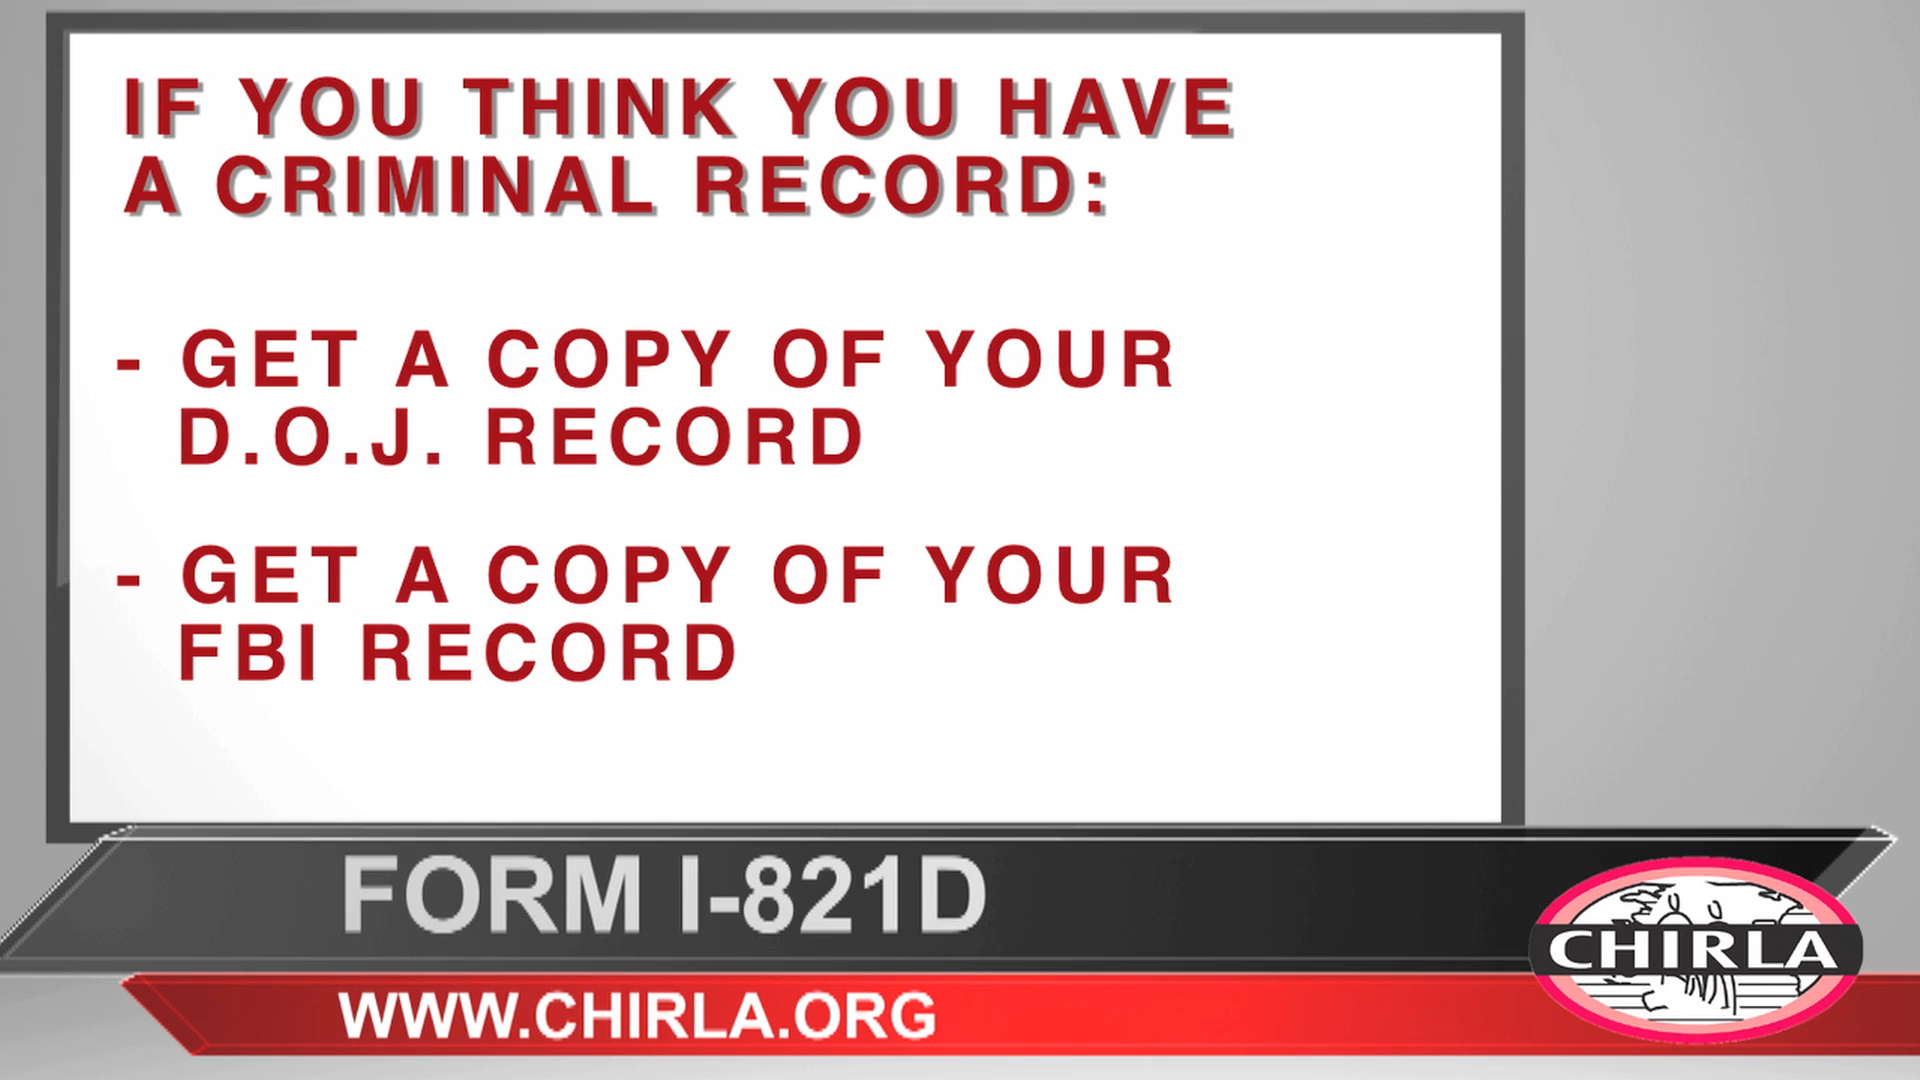 IF YOU THINK YOU HAVE
A CRIMINAL RECORD:
- GET A COPY OF YOUR
D.O.J. RECORD
- GET A COPY OF YOUR
FBI RECORD
FORM I-821D
CHIRLA
WWW.CHIRLA.ORG